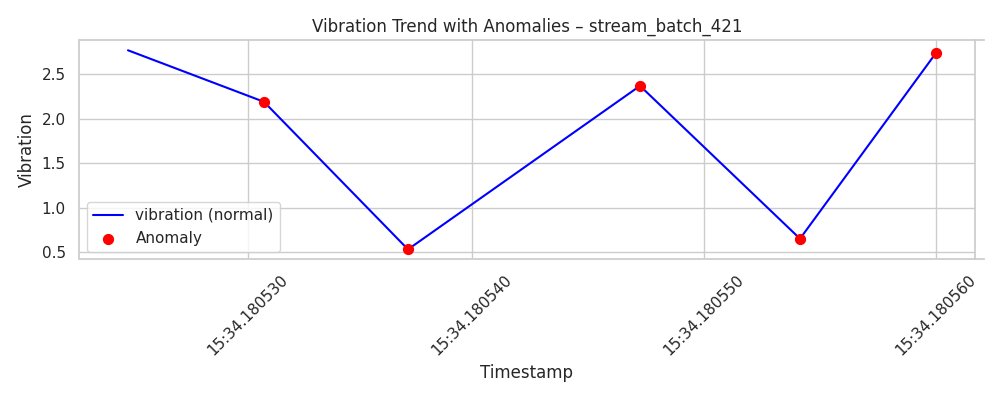 Vibration Trend with Anomalies – stream_batch_421
Vibration
2.5
2.0
1.5
1.0
0.5
vibration (normal)
Anomaly
15:34.180530
15:34.180540
15:34.180550
15:34.180560
Timestamp